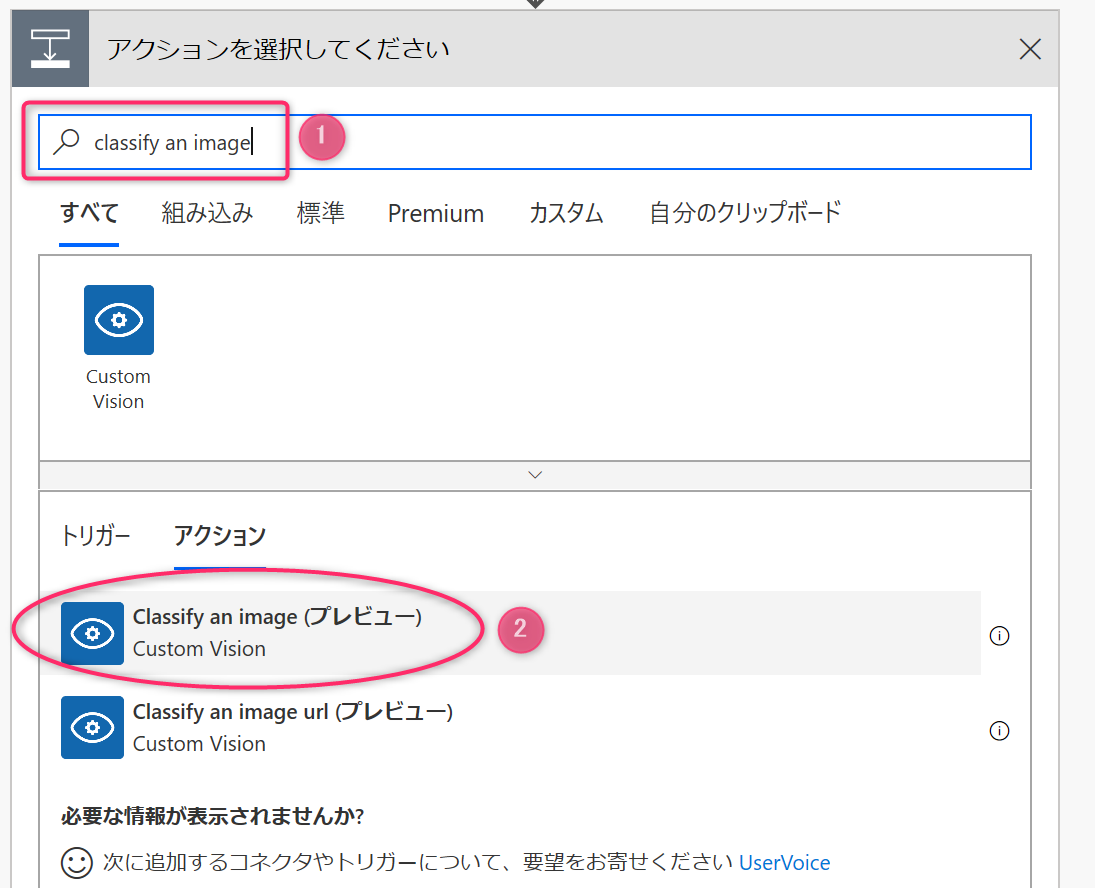 アクションを選択してください
classify an image
1
すべて 組み込み 標準 Premium カスタム 自分のクリップボード
Custom
Vision
トリガー アクション
Classify an image (プレビュー)
Custom Vision
2
Classify an image url (プレビュー)
Custom Vision
必要な情報が表示されませんか?
次に追加するコネクタやトリガーについて、要望をお寄せください UserVoice